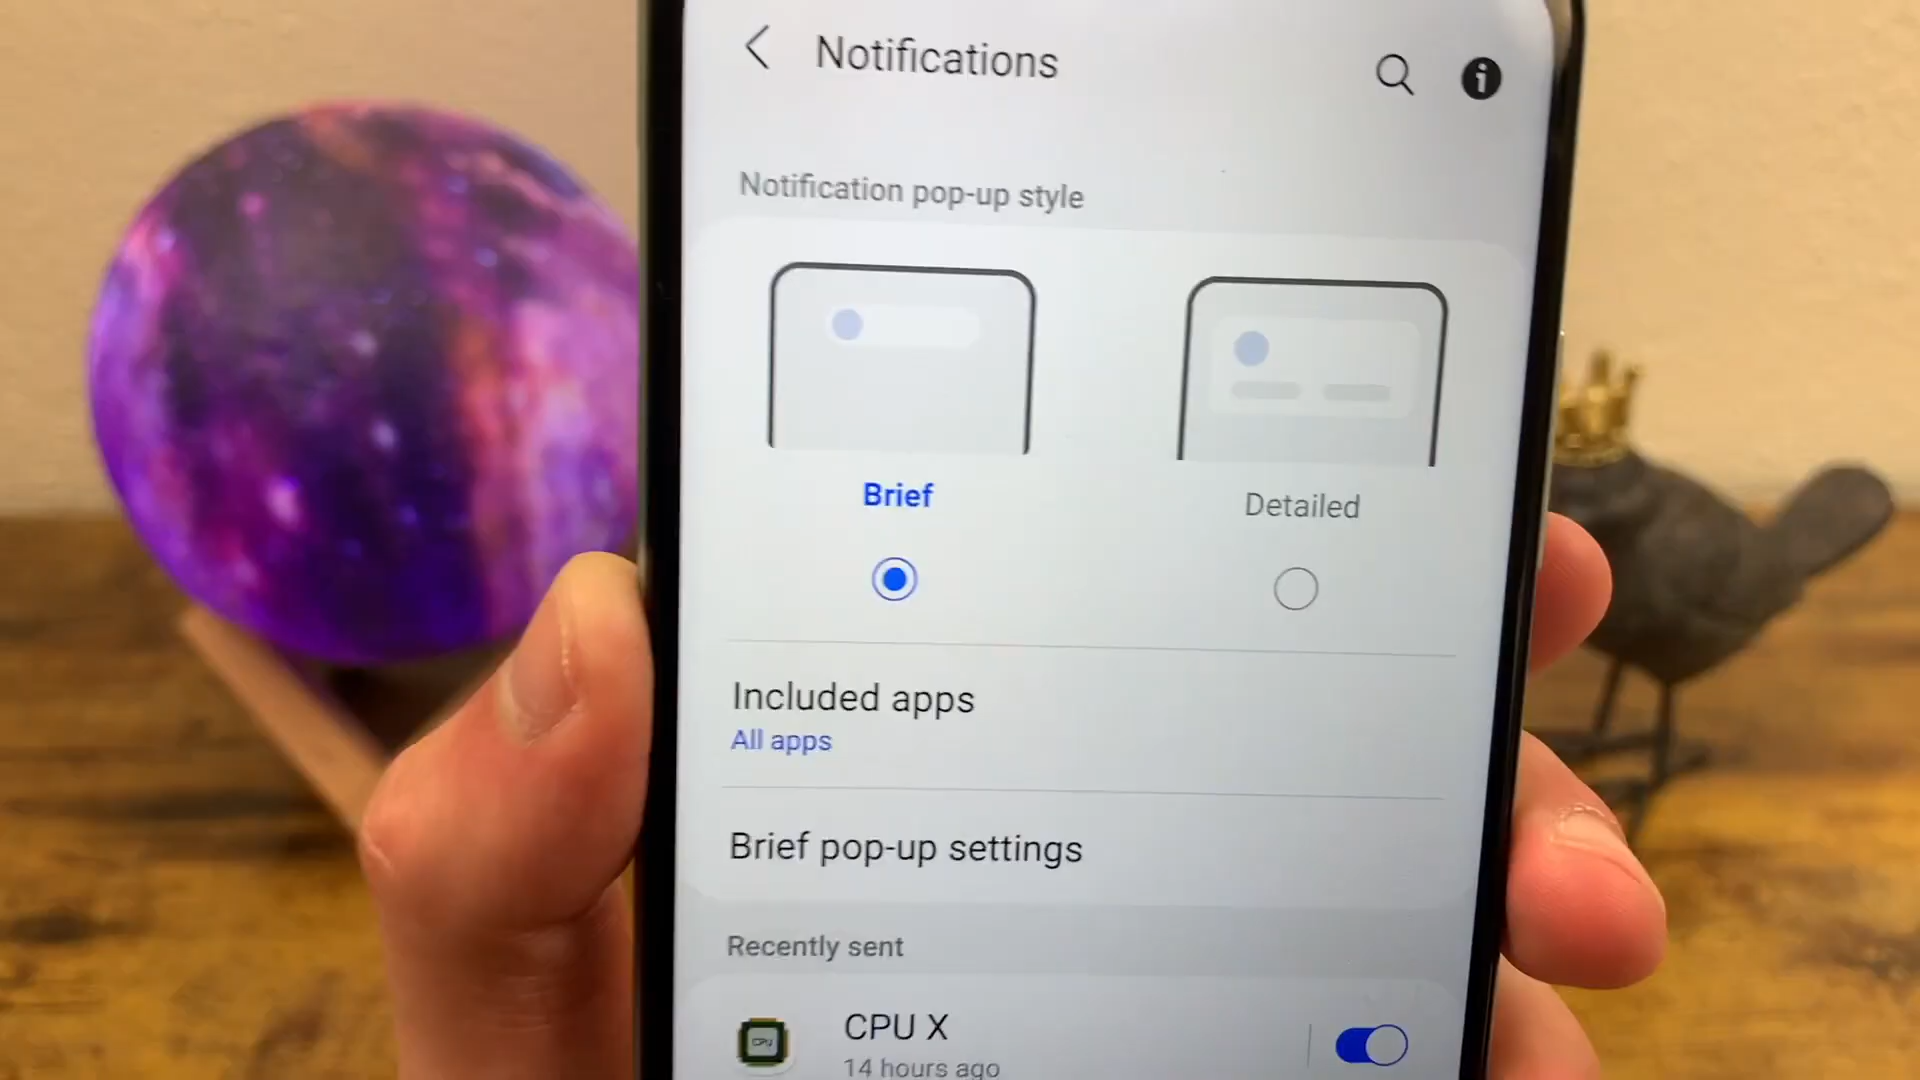 Notifications
Notification pop-up style
Brief
Detailed
Included apps
All apps
Brief pop-up settings
Recently sent
CPU
CPU X
14 hours ago